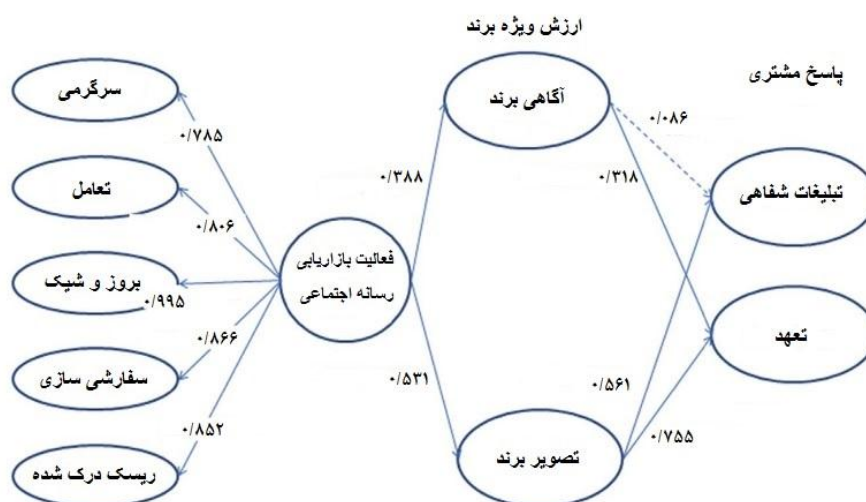 ارزش ویژه برند
پاسخ مشتری
آگاهی برند
سرگرمی
۰/۰۸۶
۰/۷۸۵
۰/۳۸۸
۰/۳۱۸
تبلیغات شفاهی
تعامل
۰/۸۰۶
فعالیت بازاریابی
رسانه اجتماعی
بروز و شیک
۰/۹۹۵
تعهد
۰/۸۶۶
سفارشی سازی
۰/۵۳۱
۰/۵۶۱
۰/۸۵۲
۰/۷۵۵
تصویر برند
ریسک درک شده